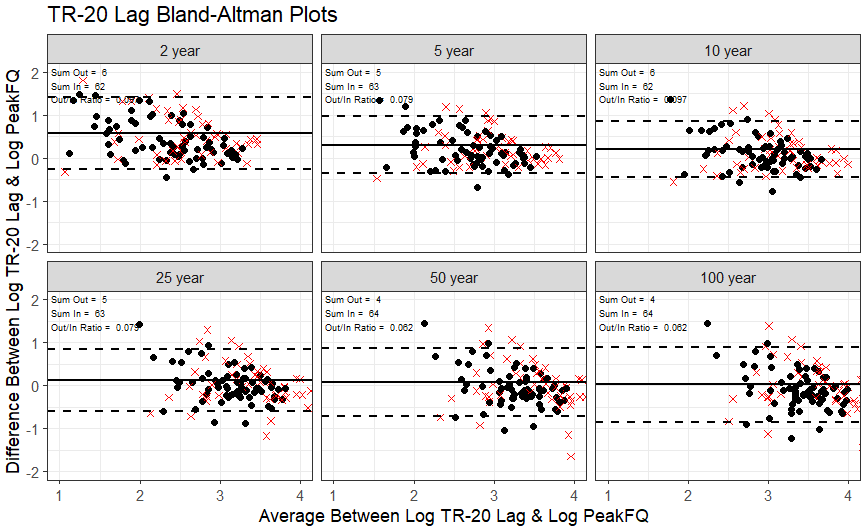 TR-20 Lag Bland-Altman Plots
2 year
5 year
10 year
Sum Out = 6
Sum In = 62
Out/In Ratio = 0.097
Sum Out = 5
Sum In = 63
Out/In Ratio = 0.079
Sum Out = 6
Sum In = 62
Out/In Ratio = 0.097
2
1
0
-1
-2
25 year
50 year
100 year
Sum Out = 5
Sum In = 63
Out/In Ratio = 0.079
Sum Out = 4
Sum In = 64
Out/In Ratio = 0.062
Sum Out = 4
Sum In = 64
Out/In Ratio = 0.062
2
1
0
-1
-2
1 2 3 4
1 2 3 4
1 2 3 4
Difference Between Log TR-20 Lag & Log PeakFQ
Average Between Log TR-20 Lag & Log PeakFQ